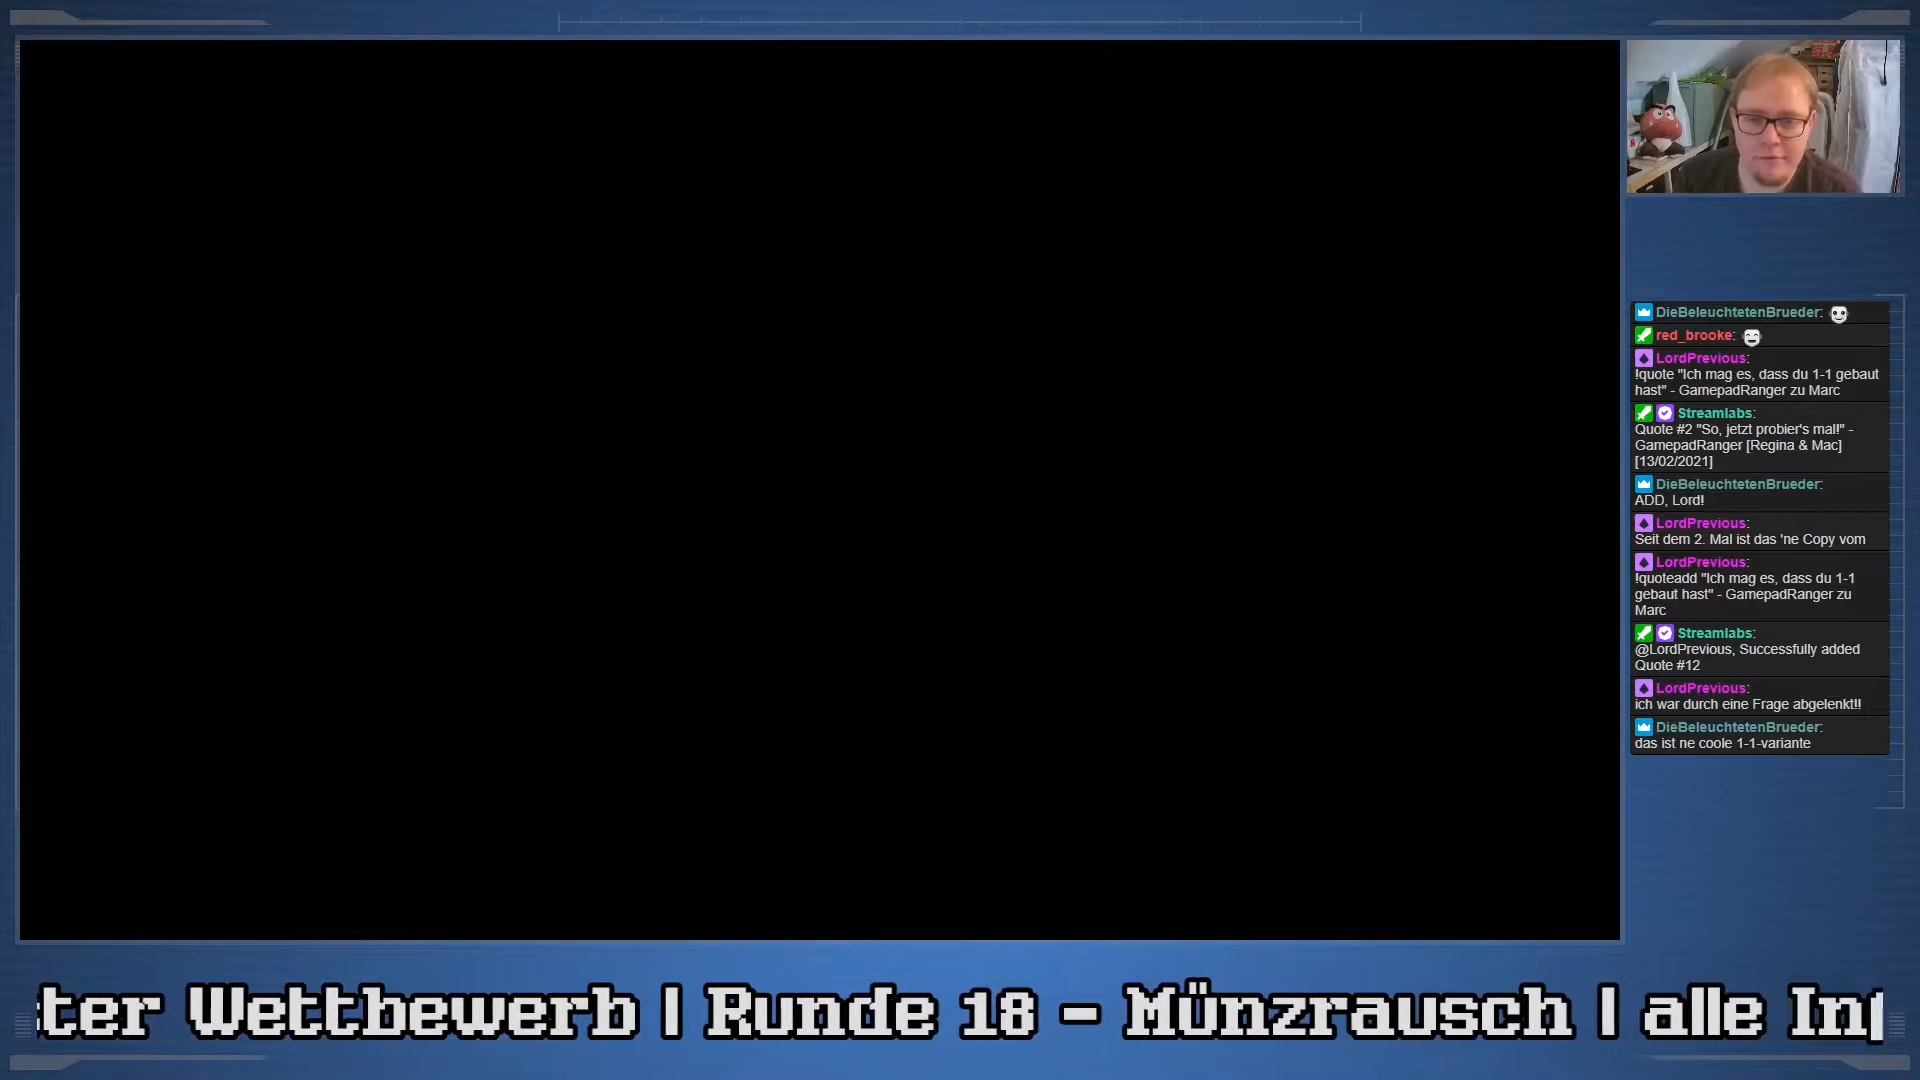 DieBeleuchtetenBrueder:
red_brooke:
LordPrevious:
!quote "Ich mag es, dass du 1-1 gebaut
hast" - GamepadRanger zu Marc
Streamlabs:
Quote #2 "So, jetzt probier's mal!" -
GamepadRanger [Regina & Mac]
[13/02/2021]
DieBeleuchtetenBrueder:
ADD, Lord!
LordPrevious:
Seit dem 2. Mal ist das 'ne Copy vom
LordPrevious:
!quoteadd "Ich mag es, dass du 1-1
gebaut hast" - GamepadRanger zu
Marc
Streamlabs:
@LordPrevious, Successfully added
Quote #12
LordPrevious:
ich war durch eine Frage abgelenkt!!
DieBeleuchtetenBrueder:
das ist ne coole 1-1-variante
ter Wettbewerb | Runde 18 - Münzrausch | alle In